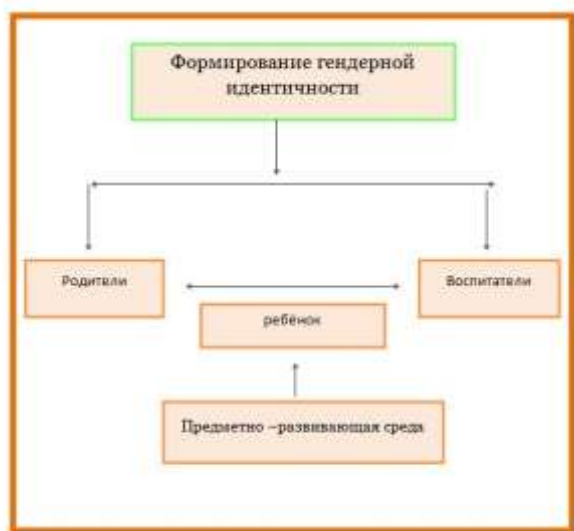 Формирование гендерной
идентичности
Родители
Воспитатели
ребёнок
Предметно –развивающая среда